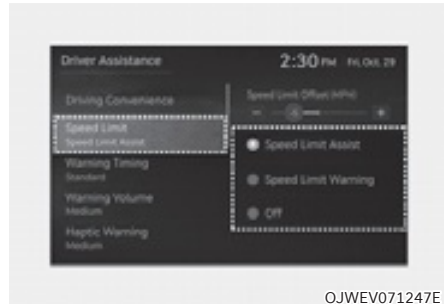 Driver Assistance
2:30 PM Fri, Oct. 29
Driving Convenience
Speed Limit
Speed Limit Assist
Warning Timing
Standard
Warning Volume
Medium
Haptic Warning
Medium
Speed Limit Offset (MPH)
Speed Limit Assist
Speed Limit Warning
Off
OJWEV071247E